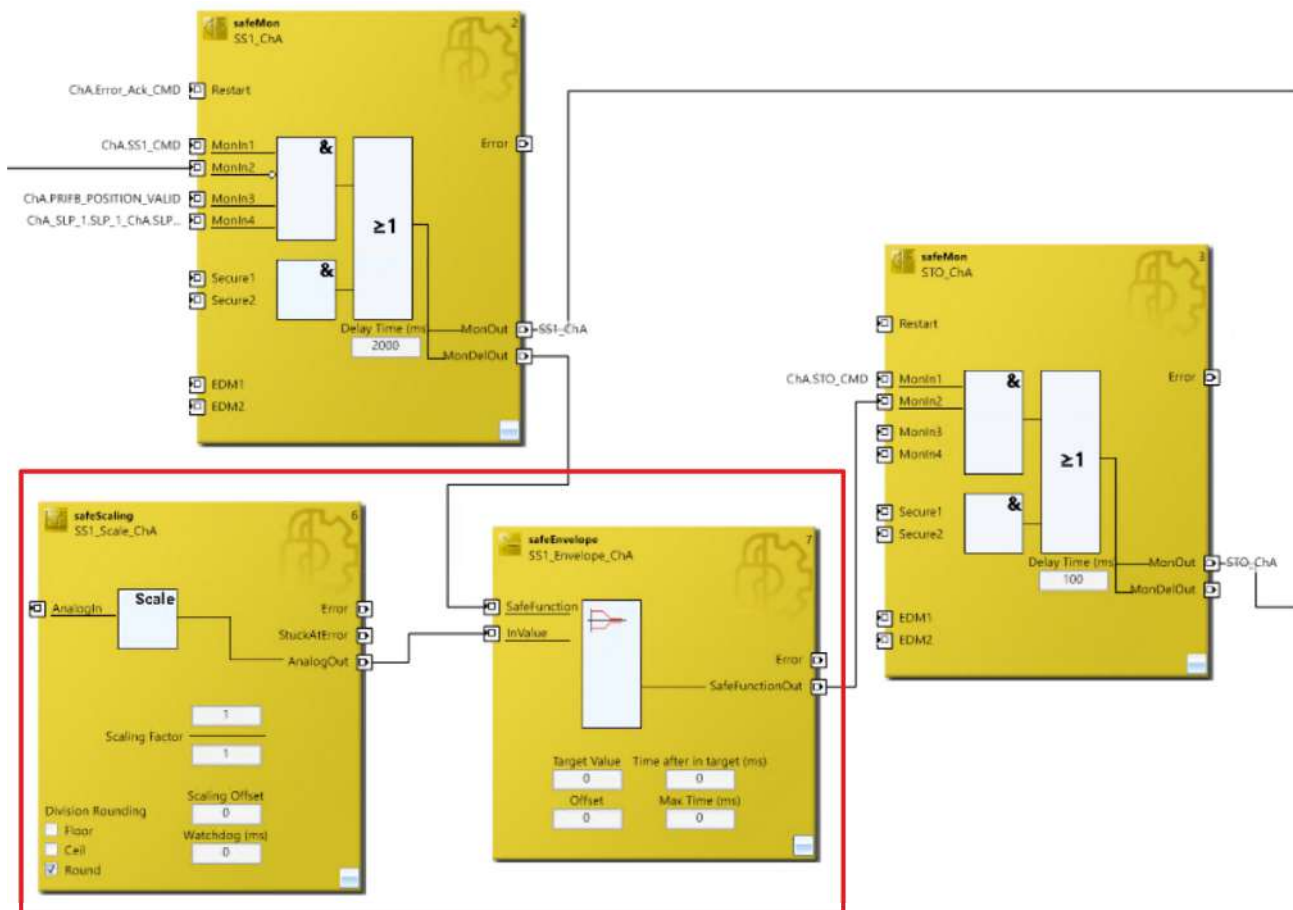 safeMon
2
SS1_ChA
ChA.Error_Ack_CMD
Restart
ChA.SS1_CMD
MonIn1
&
Error
MonIn2
ChA.PRIFB_POSITION_VALID
MonIn3
ChA_SLP_1.SLP_1_ChA.SLP...
MonIn4
≥1
Secure1
&
Secure2
Delay Time (ms
MonOut
SS1_ChA
2000
MonDelOut
EDM1
EDM2
safeMon
3
STO_ChA
Restart
ChA.STO_CMD
MonIn1
&
Error
MonIn2
MonIn3
MonIn4
≥1
Secure1
&
Secure2
Delay Time (ms
MonOut
STO_ChA
100
MonDelOut
EDM1
EDM2
safeScaling
6
SS1_Scale_ChA
AnalogIn
Scale
Error
StuckAtError
AnalogOut
1
Scaling Factor
1
Scaling Offset
0
Division Rounding
Floor
Watchdog (ms)
Ceil
0
Round
safeEnvelope
7
SS1_Envelope_ChA
SafeFunction
InValue
Error
SafeFunctionOut
Target Value Time after in target (ms)
0 0
Offset Max Time (ms)
0 0